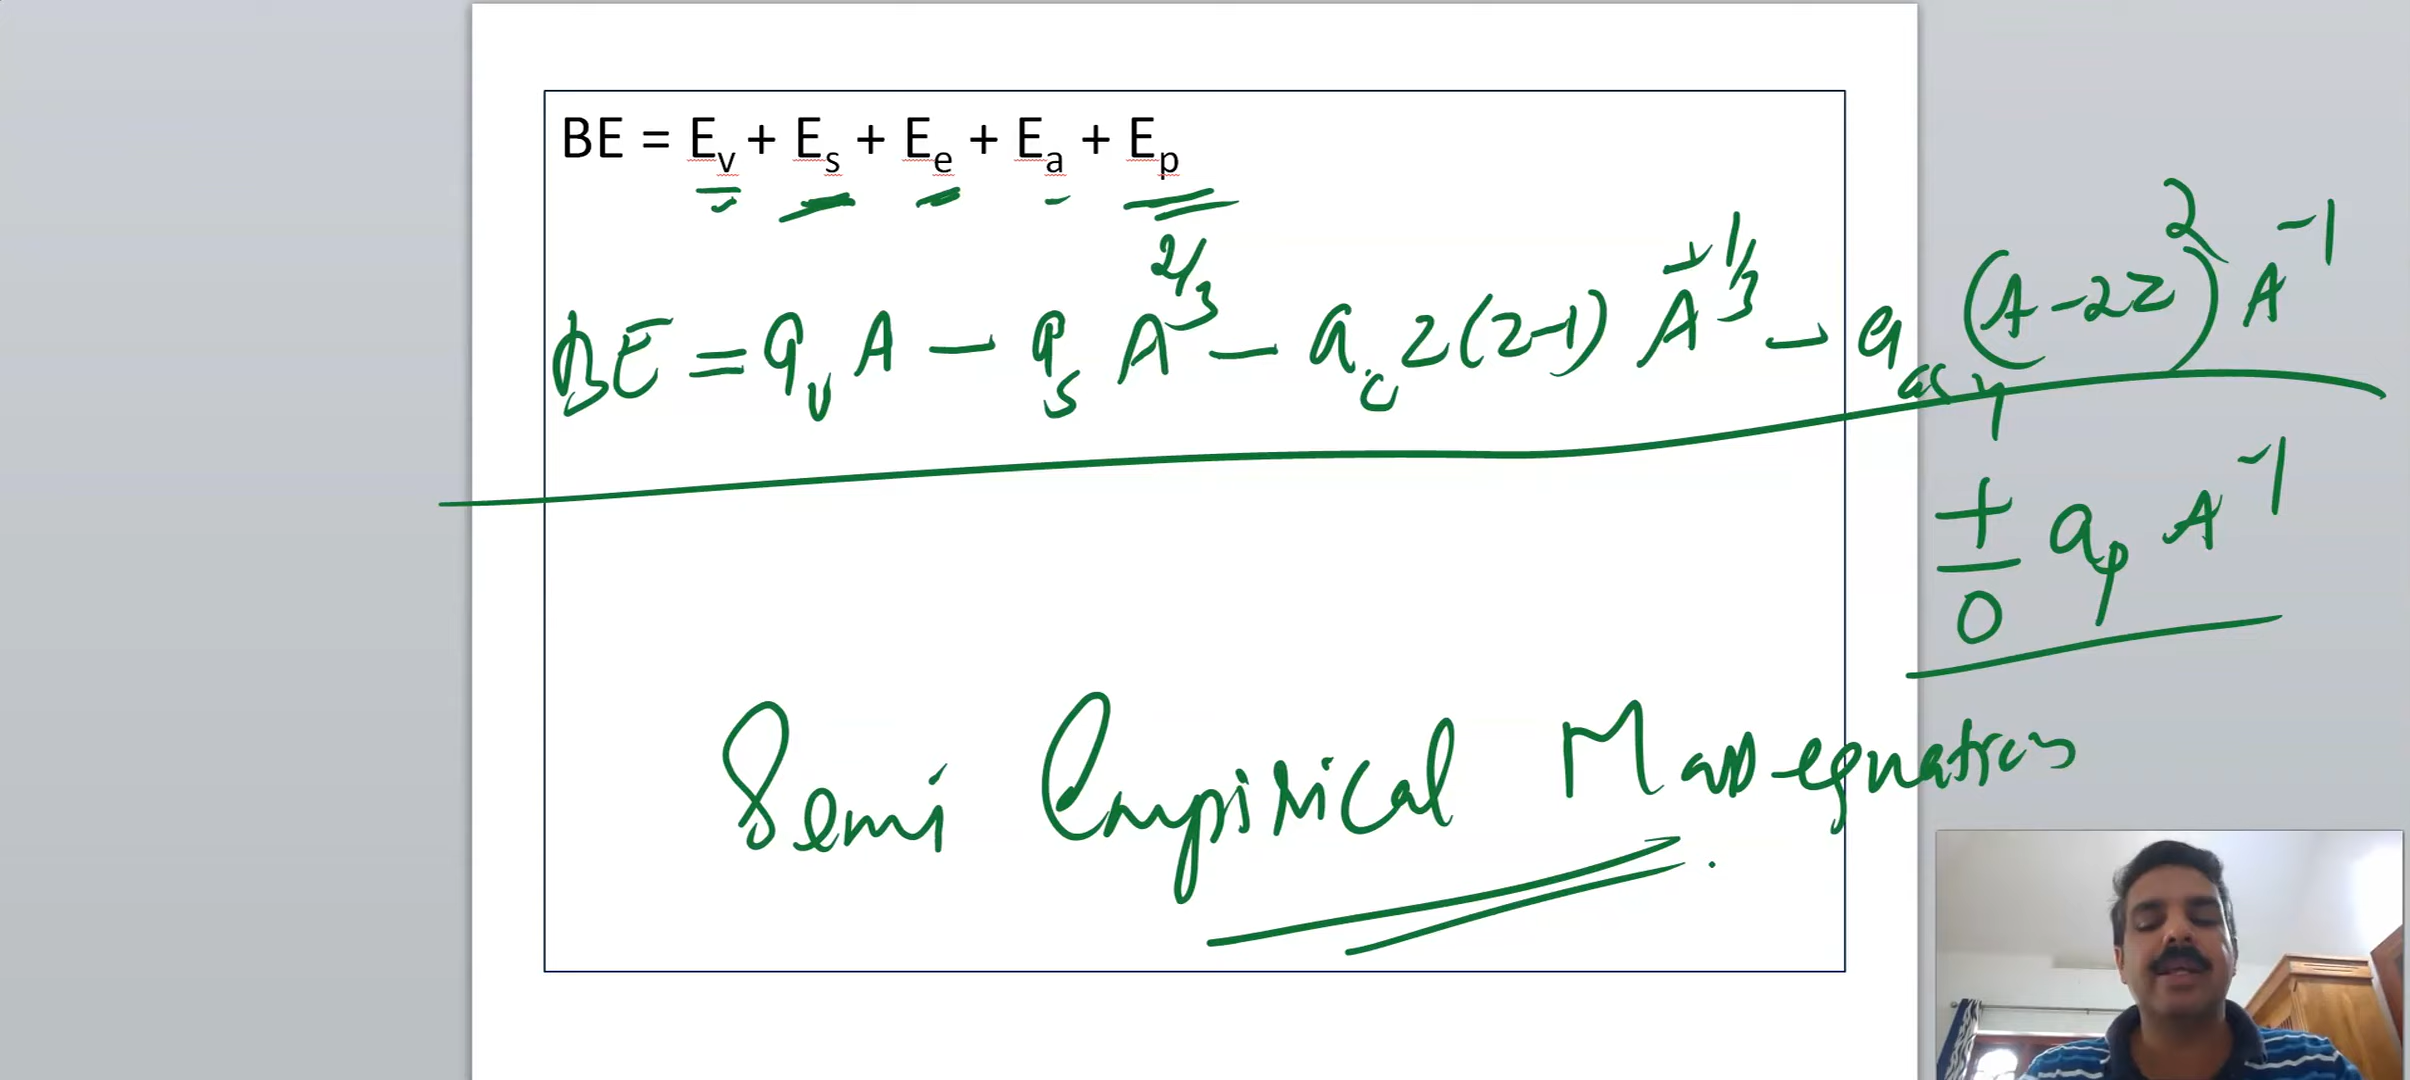 BE = Ev + Es + Ee + Ea + Ep
BE = av A - as A^2/3 - ac Z(Z-1) A^-1/3 - aasy (A-2Z)^2 A^-1
± 0 ap A^-1
Semi Empirical Mass equation